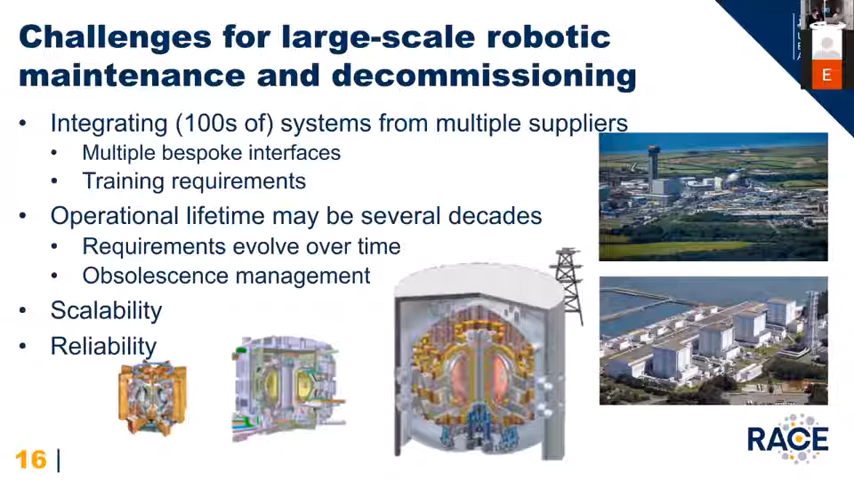 Challenges for large-scale robotic
maintenance and decommissioning
• Integrating (100s of) systems from multiple suppliers
• Multiple bespoke interfaces
• Training requirements
• Operational lifetime may be several decades
• Requirements evolve over time
• Obsolescence management
• Scalability
• Reliability
E
RACE
16 |